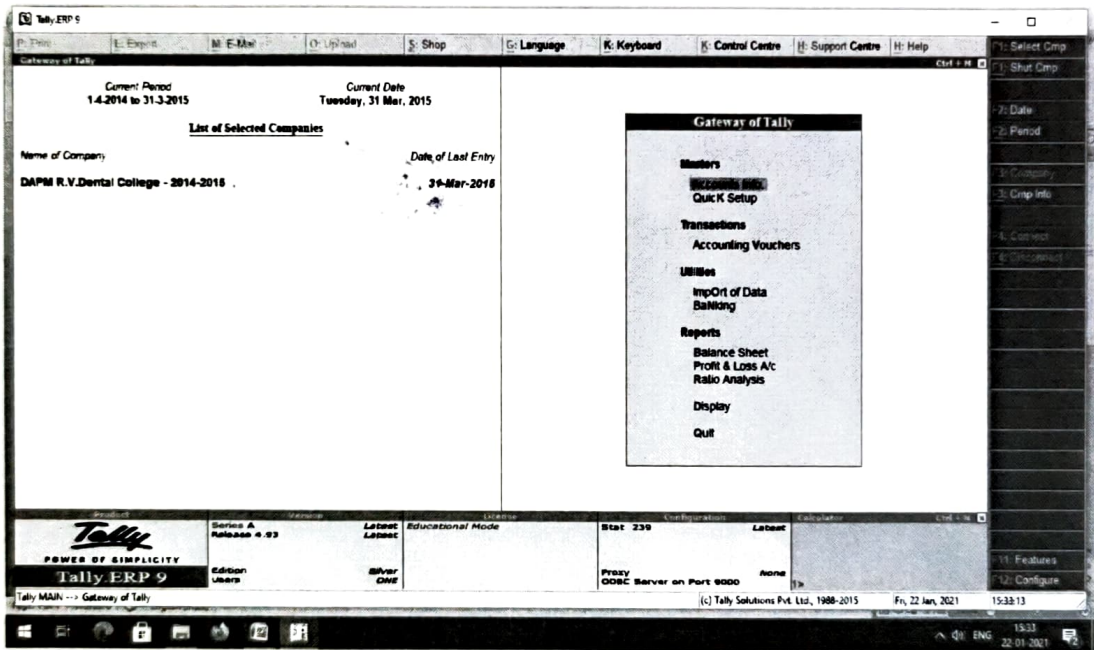 Tally.ERP 9
P: Print E: Export M: E-Mail O: Upload S: Shop G: Language K: Keyboard K: Control Centre H: Support Centre H: Help
F1: Select Cmp
Gateway of Tally Ctrl + M
F1: Shut Cmp
Current Period Current Date
1-4-2014 to 31-3-2015 Tuesday, 31 Mar, 2015
F2: Date
F2: Period
List of Selected Companies
Name of Company Date of Last Entry
DAPM R.V.Dental College - 2014-2015 31-Mar-2015
Gateway of Tally
Masters
Accounts Info.
QuicK Setup
Transactions
Accounting Vouchers
Utilities
ImpOrt of Data
BaNking
Reports
Balance Sheet
Profit & Loss A/c
Ratio Analysis
Display
Quit
F3: Company
F3: Cmp Info
F4: Connect
F4: Disconnect
F11: Features
F12: Configure
Product Version License Configuration Calculator Ctrl + N
Tally
POWER OF SIMPLICITY
Tally.ERP 9
Series A Latest
Release 4.93 Latest
Edition Silver
Users ONE
Educational Mode
Stat 239 Latest
Proxy None
ODBC Server on Port 9000
1>
Tally MAIN --> Gateway of Tally (c) Tally Solutions Pvt. Ltd., 1988-2015 Fri, 22 Jan, 2021 15:33:13
ENG
15:33
22-01-2021
2